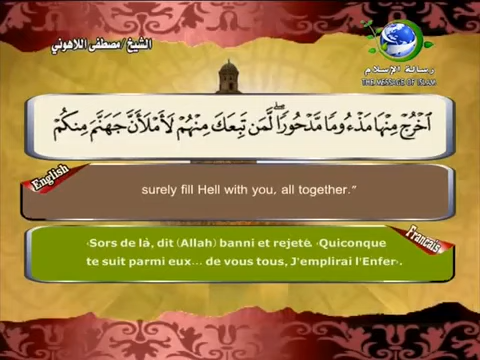 الشيخ/مصطفى اللاهوني
رسالة الإسلام
THE MESSAGE OF ISLAM
ٱخْرُجْ مِنْهَا مَذْءُومًا مَّدْحُورًا ۖ لَّمَن تَبِعَكَ مِنْهُمْ لَأَمْلَأَنَّ جَهَنَّمَ مِنكُمْ
English
surely fill Hell with you, all together.”
Francais
‹Sors de là, dit (Allah) banni et rejeté. ‹Quiconque
te suit parmi eux... de vous tous, J'emplirai l'Enfer›.